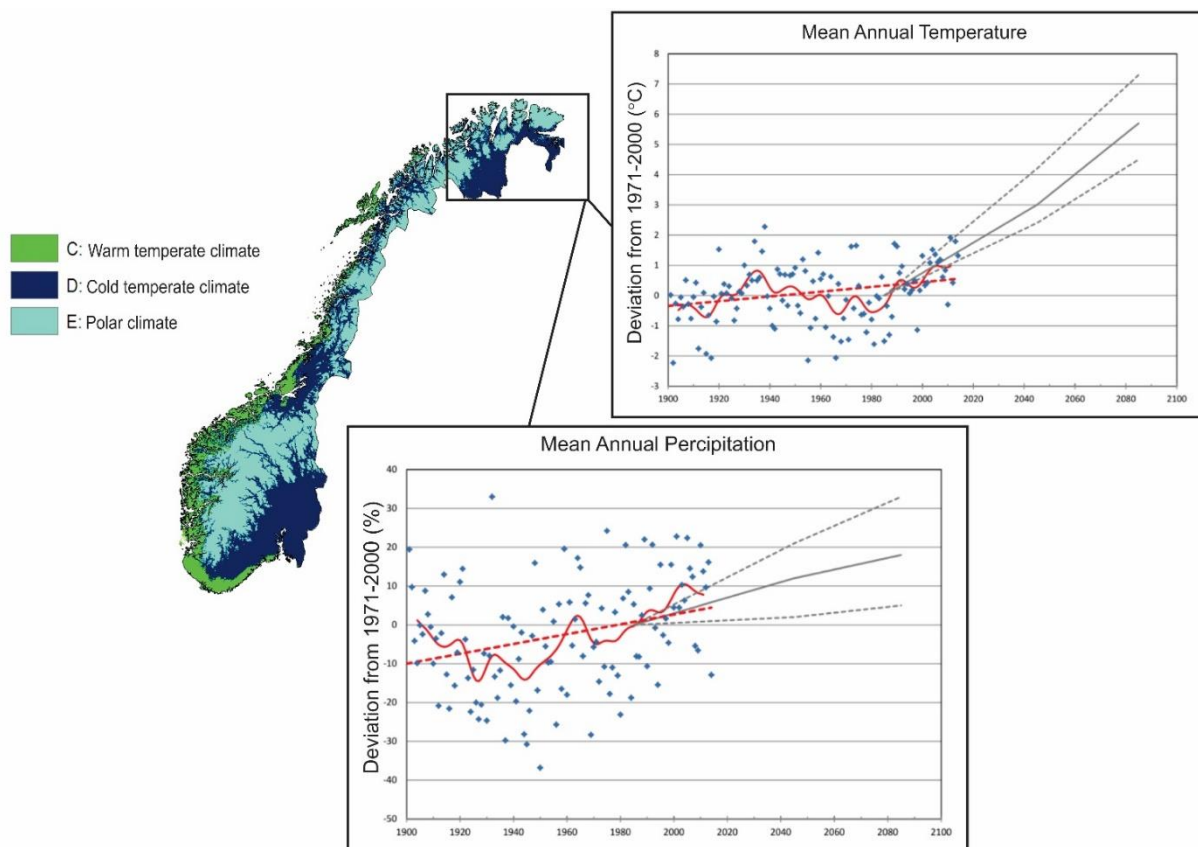 C: Warm temperate climate
D: Cold temperate climate
E: Polar climate
Mean Annual Temperature
Deviation from 1971-2000 (°C)
8
7
6
5
4
3
2
1
0
-1
-2
-3
1900 1920 1940 1960 1980 2000 2020 2040 2060 2080 2100
Mean Annual Percipitation
Deviation from 1971-2000 (%)
40
30
20
10
0
-10
-20
-30
-40
-50
1900 1920 1940 1960 1980 2000 2020 2040 2060 2080 2100